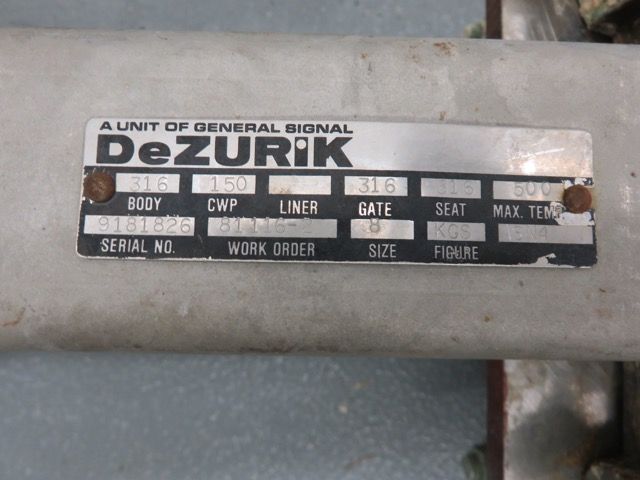 A UNIT OF GENERAL SIGNAL
DeZURIK
316 150 316 316 500
BODY CWP LINER GATE SEAT MAX. TEMP
9181826 8 KGS
SERIAL NO. WORK ORDER SIZE FIGURE